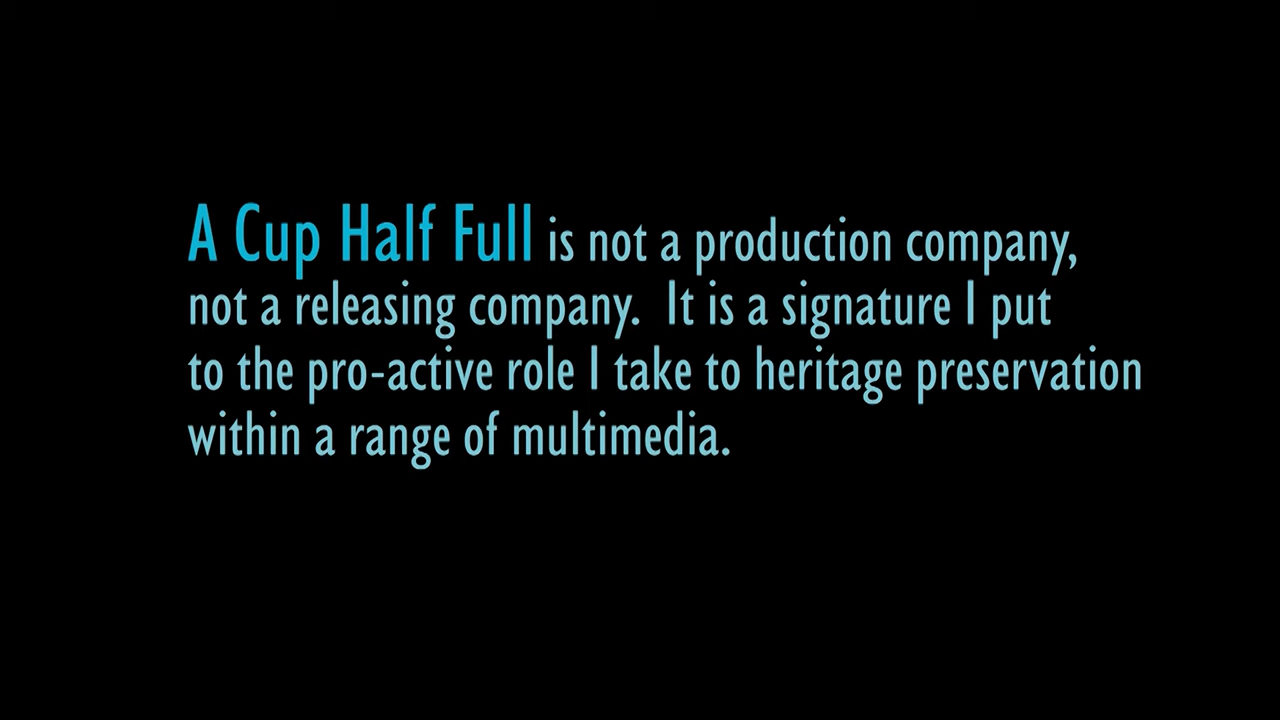 A Cup Half Full is not a production company,
not a releasing company.  It is a signature I put
to the pro-active role I take to heritage preservation
within a range of multimedia.